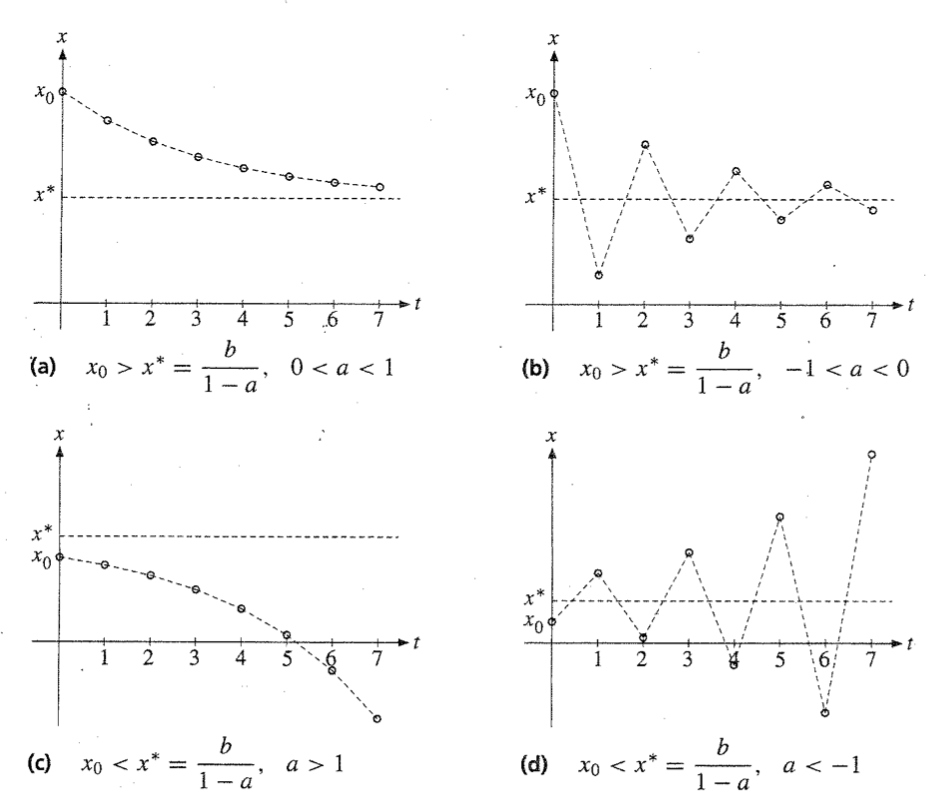 x
x₀
x*
1 2 3 4 5 6 7 t
(a) x₀ > x* = b/(1 − a), 0 < a < 1
x
x₀
x*
1 2 3 4 5 6 7 t
(b) x₀ > x* = b/(1 − a), −1 < a < 0
x
x*
x₀
1 2 3 4 5 6 7 t
(c) x₀ < x* = b/(1 − a), a > 1
x
x*
x₀
1 2 3 4 5 6 7 t
(d) x₀ < x* = b/(1 − a), a < −1